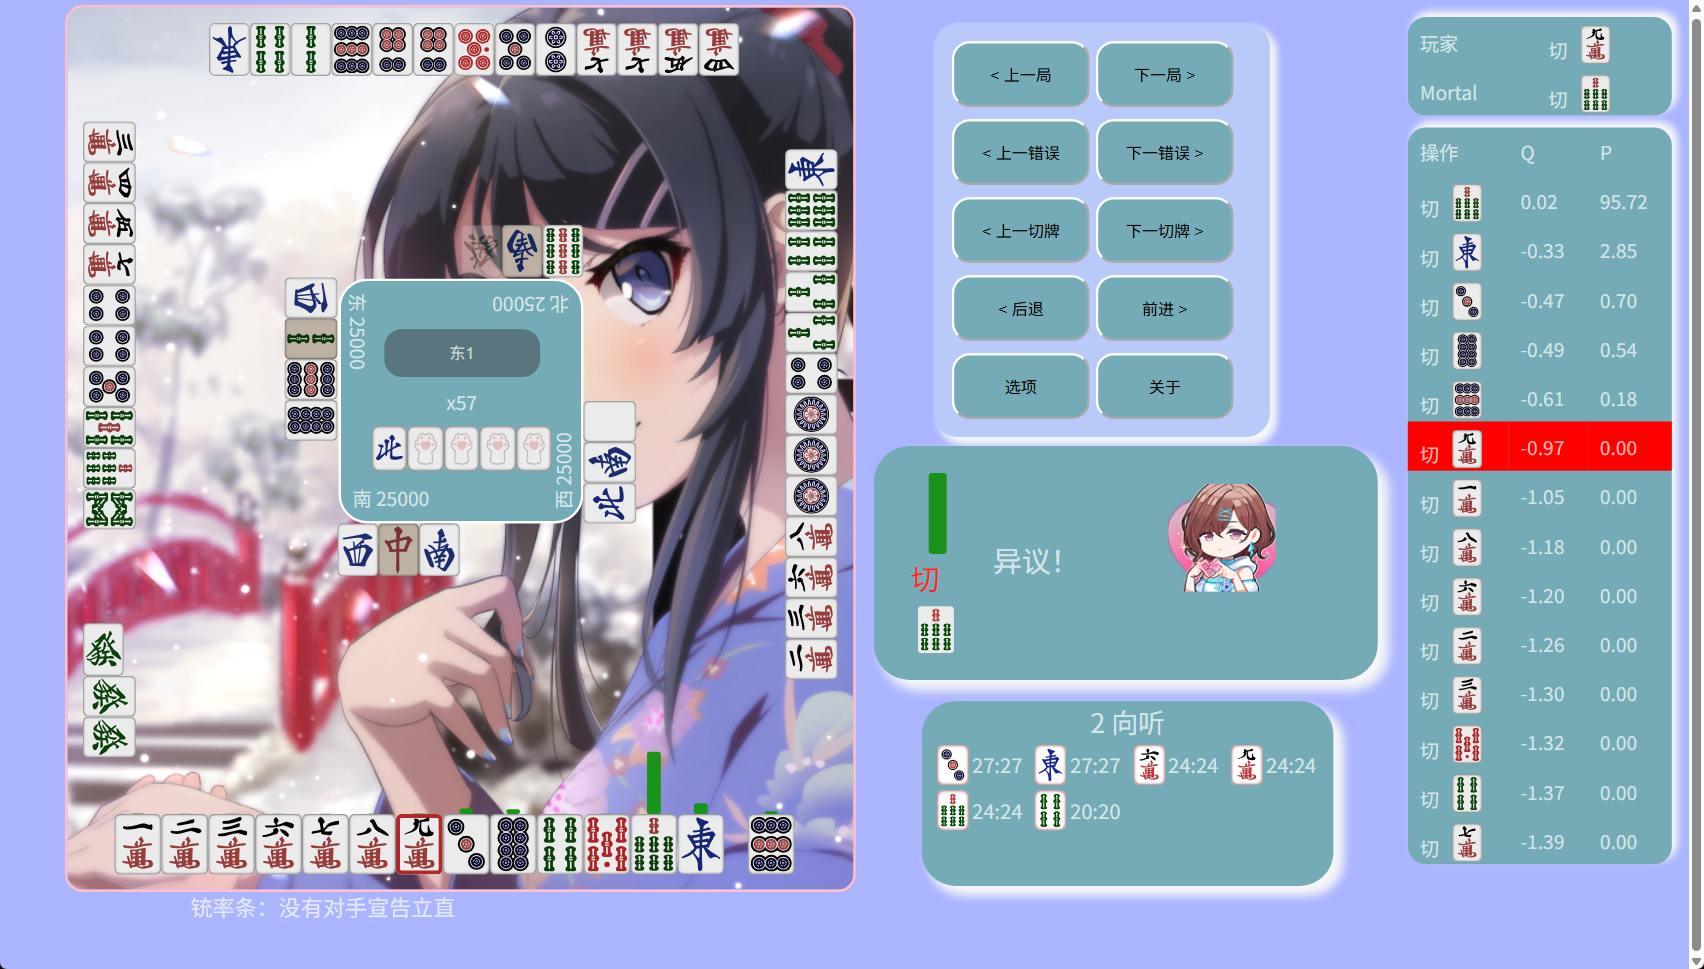 东1
x57
东 25000
北 25000
南 25000
西 25000
铳率条：没有对手宣告立直
< 上一局
下一局 >
< 上一错误
下一错误 >
< 上一切牌
下一切牌 >
< 后退
前进 >
选项
关于
切
异议！
2 向听
27:27
27:27
24:24
24:24
24:24
20:20
玩家 切
Mortal 切
操作 Q P
切 0.02 95.72
切 -0.33 2.85
切 -0.47 0.70
切 -0.49 0.54
切 -0.61 0.18
切 -0.97 0.00
切 -1.05 0.00
切 -1.18 0.00
切 -1.20 0.00
切 -1.26 0.00
切 -1.30 0.00
切 -1.32 0.00
切 -1.37 0.00
切 -1.39 0.00